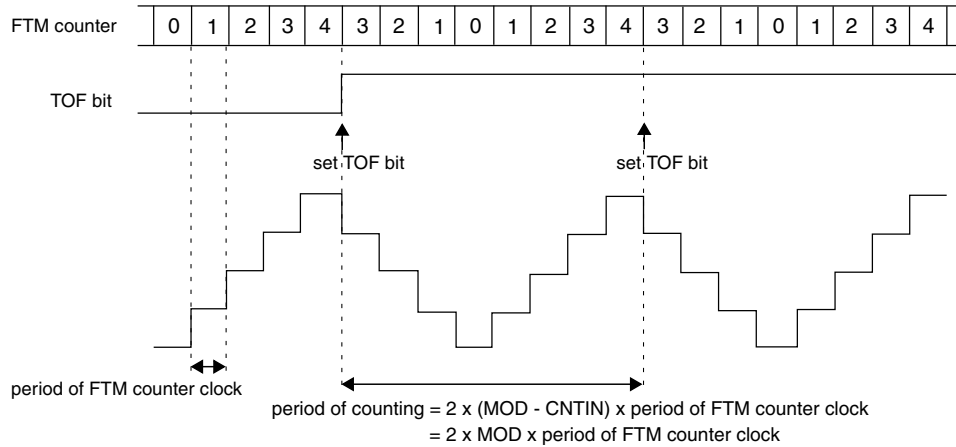 FTM counter 0 1 2 3 4 3 2 1 0 1 2 3 4 3 2 1 0 1 2 3 4
TOF bit
set TOF bit set TOF bit
period of FTM counter clock
period of counting = 2 x (MOD - CNTIN) x period of FTM counter clock
= 2 x MOD x period of FTM counter clock